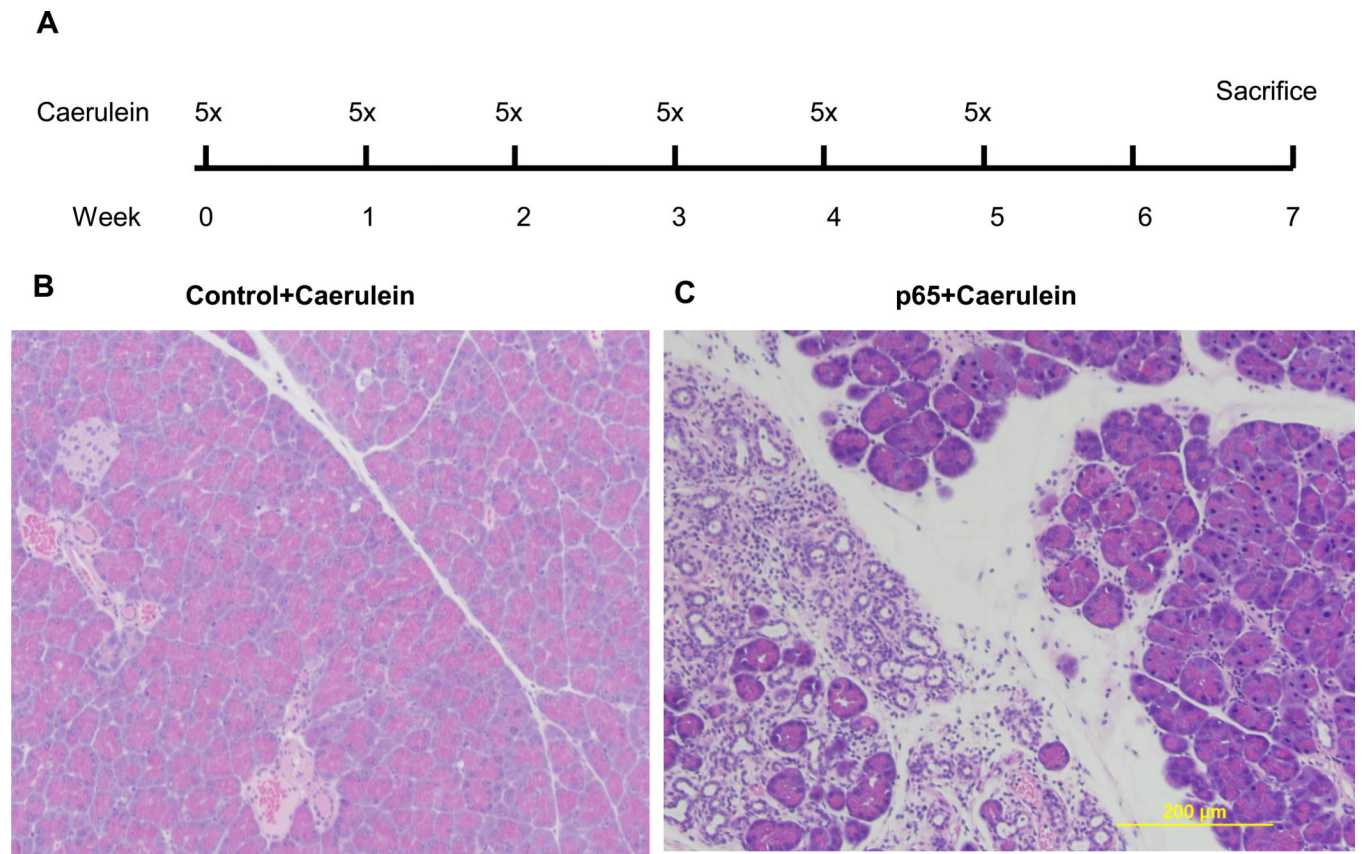 A
Sacrifice
Caerulein 5x 5x 5x 5x 5x 5x
Week 0 1 2 3 4 5 6 7
B Control+Caerulein
C p65+Caerulein
200 µm